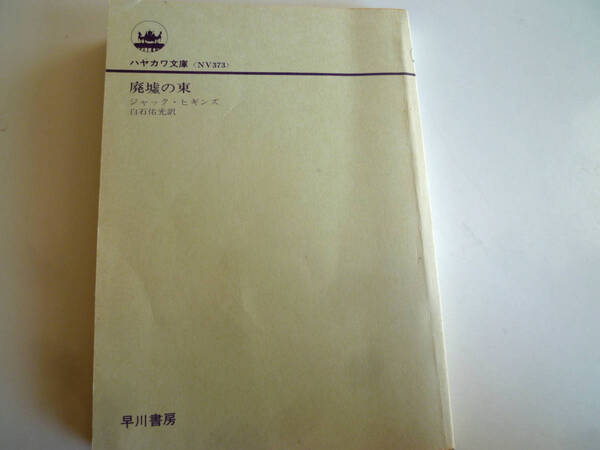 ハヤカワ文庫〈NV373〉
廃墟の東
ジャック・ヒギンズ
白石佑光訳
早川書房